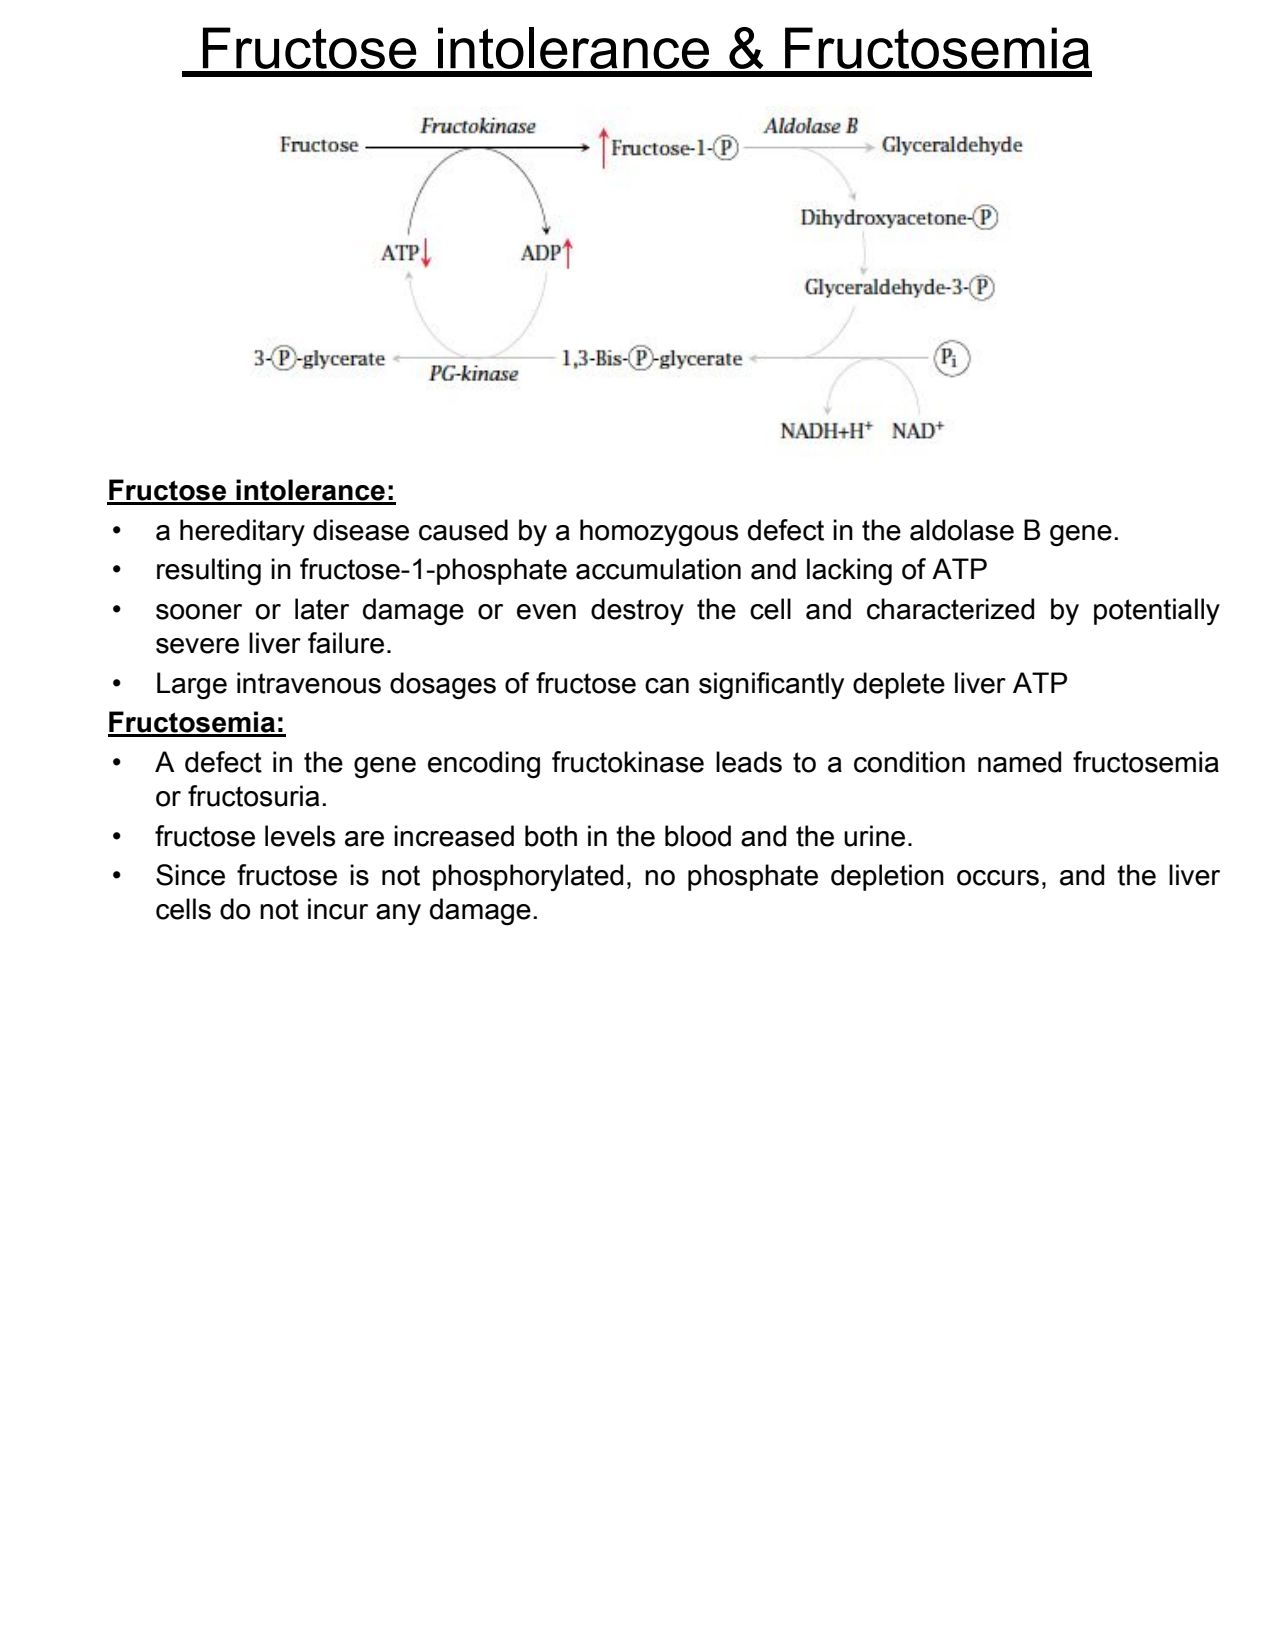 Fructose intolerance & Fructosemia
Fructokinase
Aldolase B
Fructose
Fructose-1-P
Glyceraldehyde
Dihydroxyacetone-P
ATP
ADP
Glyceraldehyde-3-P
3-P-glycerate
1,3-Bis-P-glycerate
Pi
PG-kinase
NADH+H+ NAD+
Fructose intolerance:
• a hereditary disease caused by a homozygous defect in the aldolase B gene.
• resulting in fructose-1-phosphate accumulation and lacking of ATP
• sooner or later damage or even destroy the cell and characterized by potentially
severe liver failure.
• Large intravenous dosages of fructose can significantly deplete liver ATP
Fructosemia:
• A defect in the gene encoding fructokinase leads to a condition named fructosemia
or fructosuria.
• fructose levels are increased both in the blood and the urine.
• Since fructose is not phosphorylated, no phosphate depletion occurs, and the liver
cells do not incur any damage.